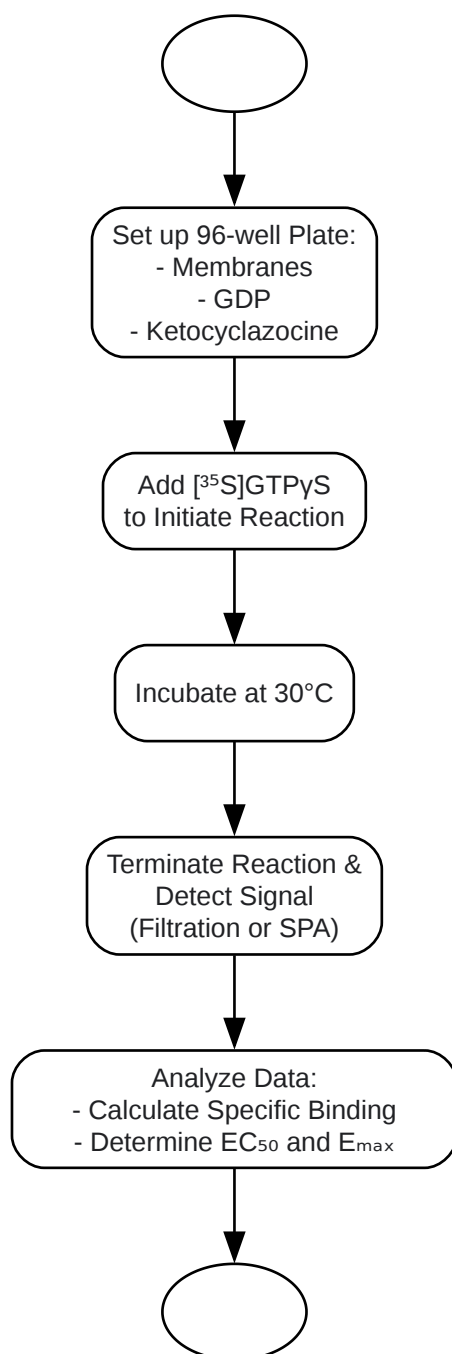 Set up 96-well Plate:
- Membranes
- GDP
- Ketocyclazocine
Add [³⁵S]GTPγS
to Initiate Reaction
Incubate at 30°C
Terminate Reaction &
Detect Signal
(Filtration or SPA)
Analyze Data:
- Calculate Specific Binding
- Determine EC₅₀ and Eₘₐₓ